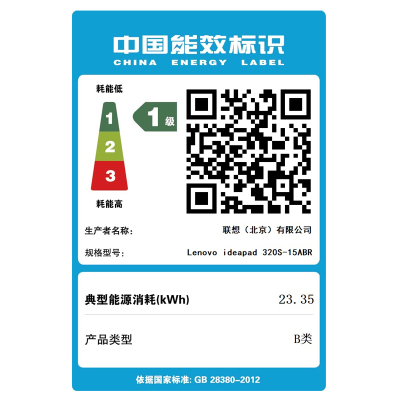 中国能效标识
CHINA ENERGY LABEL
耗能低
1
2
3
1级
耗能高
生产者名称: 联想（北京）有限公司
规格型号: Lenovo ideapad 320S-15ABR
典型能源消耗(kWh) 23.35
产品类型 B类
依据国家标准: GB 28380-2012